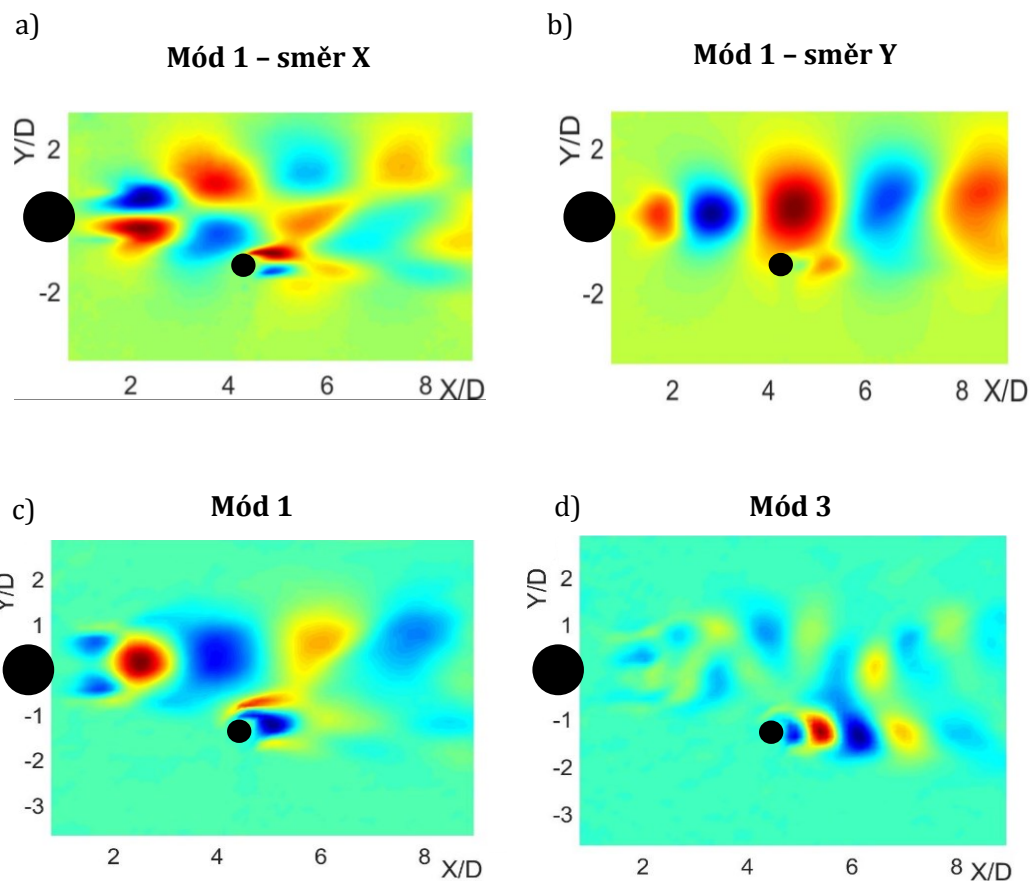 a)
Mód 1 – směr X
Y/D
2
-2
2 4 6 8 X/D
b)
Mód 1 – směr Y
Y/D
2
-2
2 4 6 8 X/D
c)
Mód 1
Y/D
2
1
-1
-2
-3
2 4 6 8 X/D
d)
Mód 3
Y/D
2
1
-1
-2
-3
2 4 6 8 X/D